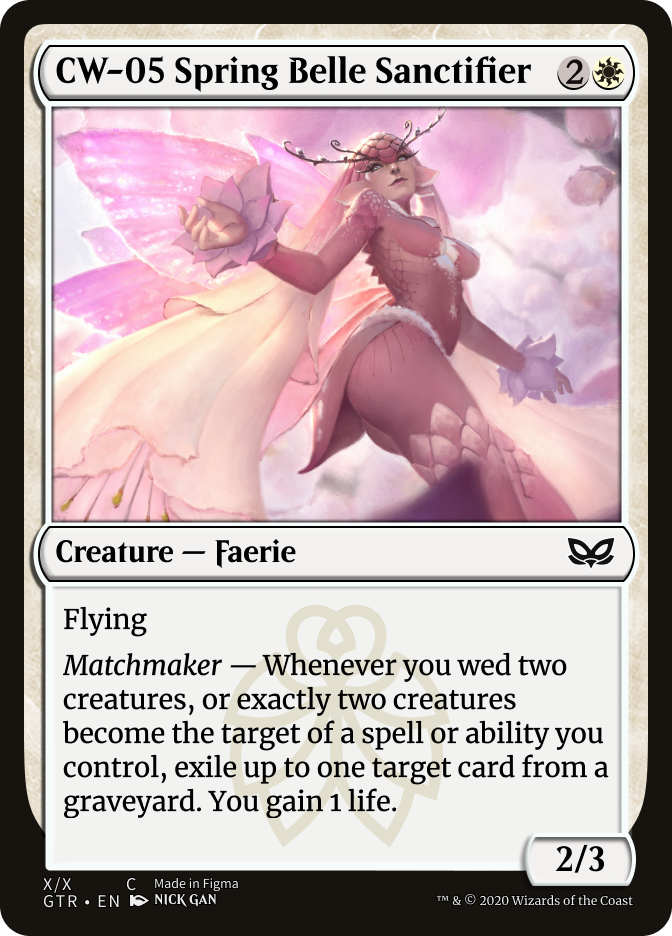 CW-05 Spring Belle Sanctifier 2
Creature — Faerie
Flying
Matchmaker — Whenever you wed two
creatures, or exactly two creatures
become the target of a spell or ability you
control, exile up to one target card from a
graveyard. You gain 1 life.
2/3
X/X C Made in Figma
GTR • EN NICK GAN ™ & © 2020 Wizards of the Coast